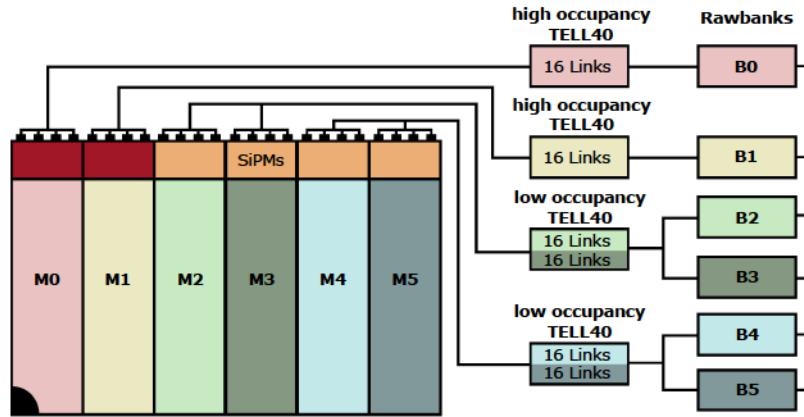 high occupancy
TELL40
Rawbanks
16 Links
B0
high occupancy
TELL40
SiPMs
16 Links
B1
low occupancy
TELL40
16 Links
16 Links
B2
B3
M0
M1
M2
M3
M4
M5
low occupancy
TELL40
16 Links
16 Links
B4
B5